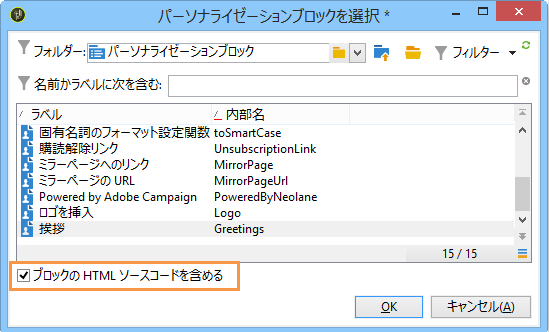 パーソナライゼーションブロックを選択 *
フォルダー: パーソナライゼーションブロック フィルター
名前かラベルに次を含む:
ラベル 内部名
固有名詞のフォーマット設定関数 toSmartCase
購読解除リンク UnsubscriptionLink
ミラーページへのリンク MirrorPage
ミラーページの URL MirrorPageUrl
Powered by Adobe Campaign PoweredByNeolane
ロゴを挿入 Logo
挨拶 Greetings
15 / 15
ブロックの HTML ソースコードを含める
OK キャンセル(A)